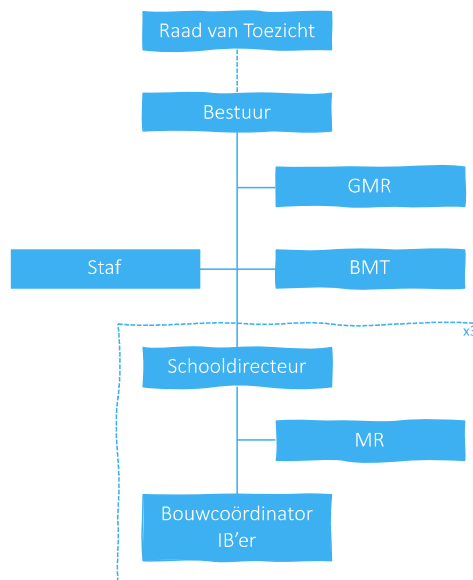 Raad van Toezicht
Bestuur
GMR
Staf
BMT
Schooldirecteur
MR
Bouwcoördinator
IB'er